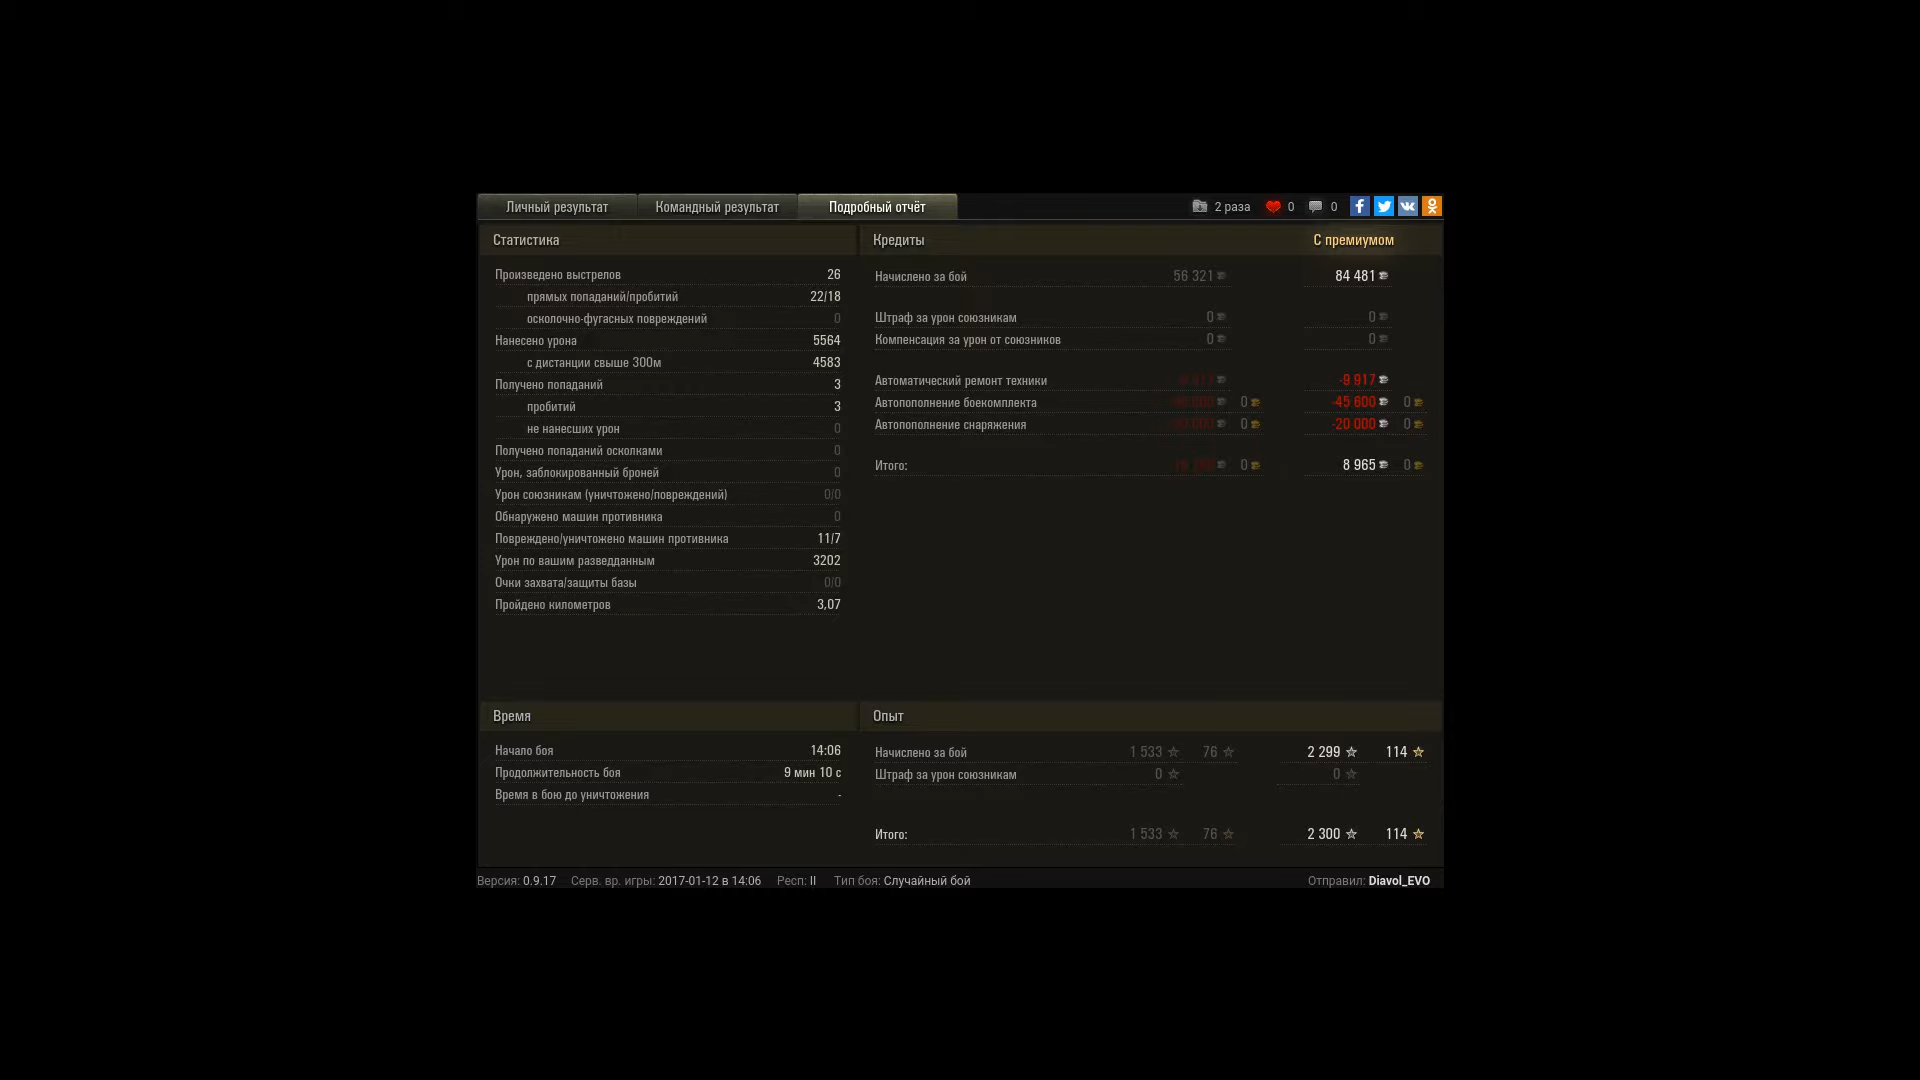 Личный результат Командный результат Подробный отчёт 2 раза 0 0
Статистика
Произведено выстрелов 26
прямых попаданий/пробитий 22/18
осколочно-фугасных повреждений 0
Нанесено урона 5564
с дистанции свыше 300м 4583
Получено попаданий 3
пробитий 3
не нанесших урон 0
Получено попаданий осколками 0
Урон, заблокированный броней 0
Урон союзникам (уничтожено/повреждений) 0/0
Обнаружено машин противника 0
Повреждено/уничтожено машин противника 11/7
Урон по вашим разведданным 3202
Очки захвата/защиты базы 0/0
Пройдено километров 3,07
Кредиты С премиумом
Начислено за бой 56 321 84 481
Штраф за урон союзникам 0 0
Компенсация за урон от союзников 0 0
Автоматический ремонт техники -9 917
Автопополнение боекомплекта 0 -45 600 0
Автопополнение снаряжения 0 -20 000 0
Итого: 0 8 965 0
Время
Начало боя 14:06
Продолжительность боя 9 мин 10 с
Время в бою до уничтожения -
Опыт
Начислено за бой 1 533 76 2 299 114
Штраф за урон союзникам 0 0
Итого: 1 533 76 2 300 114
Версия: 0.9.17 Серв. вр. игры: 2017-01-12 в 14:06 Респ: II Тип боя: Случайный бой Отправил: Diavol_EVO